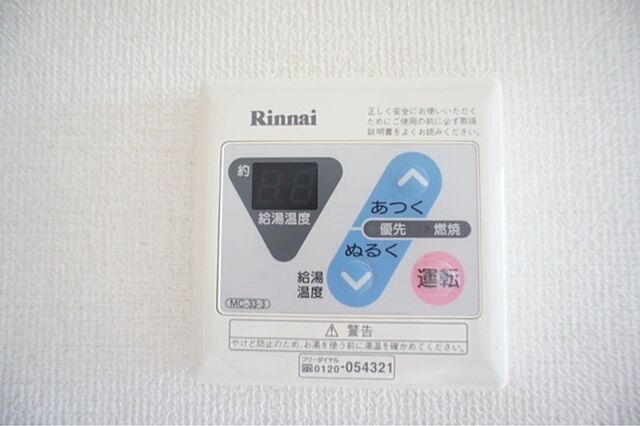 Rinnai
正しく安全にお使いいただく
ためにご使用の前に必ず取扱
説明書をよくお読みください。
約
給湯温度
あつく
優先 燃焼
ぬるく
給湯
温度
運転
MC-33-3
⚠ 警告
やけど防止のため、お湯を使う前に湯温を確かめてください。
フリーダイヤル
0120-054321